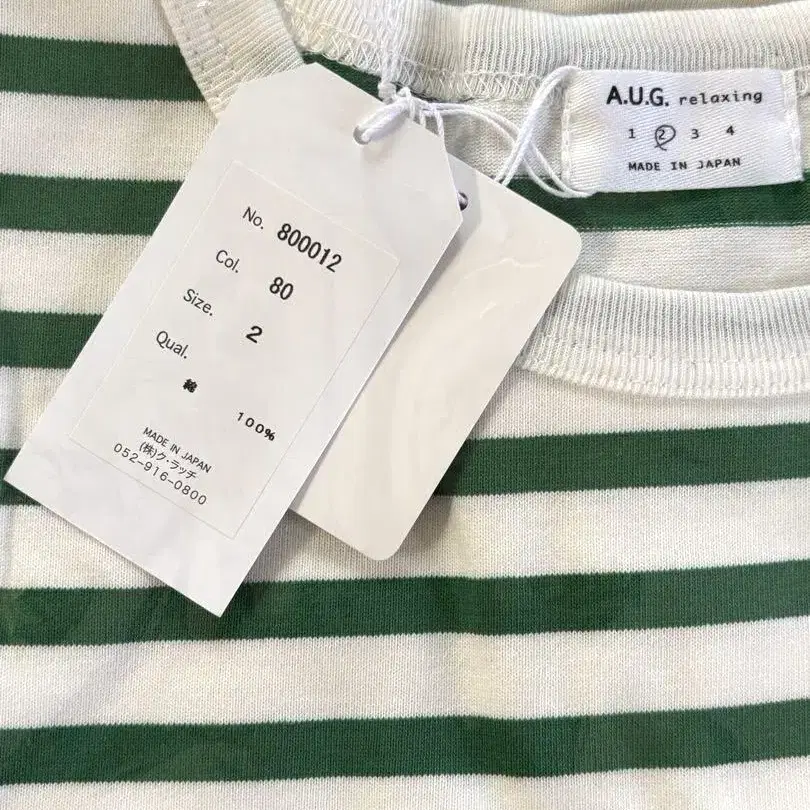 A.U.G. relaxing
1 2 3 4
MADE IN JAPAN
No. 800012
Col. 80
Size. 2
Qual.
綿 100%
MADE IN JAPAN
(株)ク・ラッチ
052-916-0800